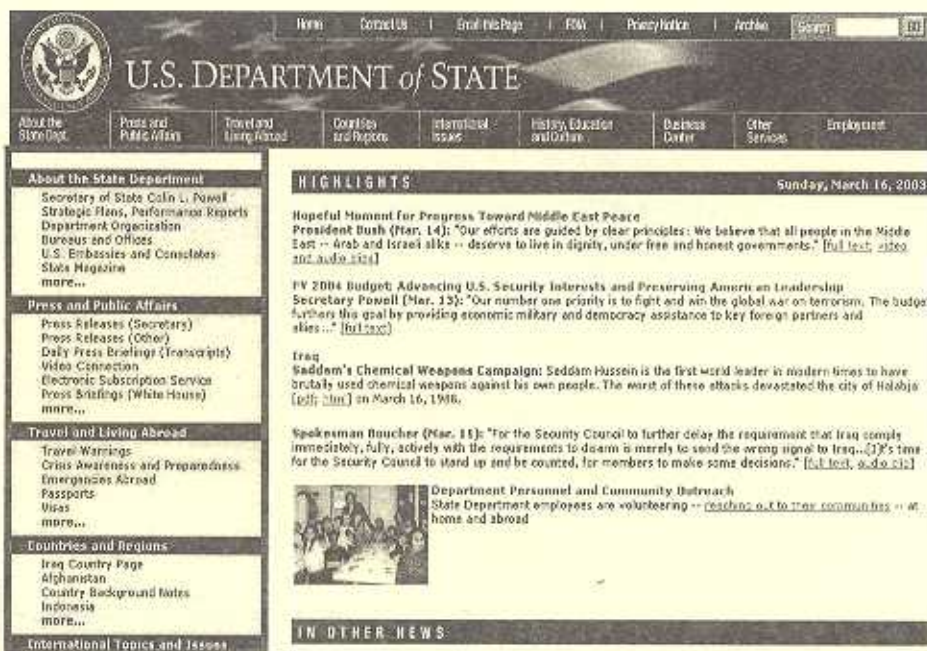 Home | Contact Us | Email this Page | FOIA | Privacy Notice | Archive Search GO
U.S. DEPARTMENT of STATE
About the State Dept.
Press and Public Affairs
Travel and Living Abroad
Countries and Regions
International Issues
History, Education and Culture
Business Center
Other Services
Employment
About the State Department
Secretary of State Colin L. Powell
Strategic Plans, Performance Reports
Department Organization
Bureaus and Offices
U.S. Embassies and Consulates
State Magazine
more...
Press and Public Affairs
Press Releases (Secretary)
Press Releases (Other)
Daily Press Briefings (Transcripts)
Video Connection
Electronic Subscription Service
Press Briefings (White House)
more...
Travel and Living Abroad
Travel Warnings
Crisis Awareness and Preparedness
Emergencies Abroad
Passports
Visas
more...
Countries and Regions
Iraq Country Page
Afghanistan
Country Background Notes
Indonesia
more...
International Topics and Issues
HIGHLIGHTS Sunday, March 16, 2003
Hopeful Moment for Progress Toward Middle East Peace
President Bush (Mar. 14): "Our efforts are guided by clear principles: We believe that all people in the Middle
East -- Arab and Israeli alike -- deserve to live in dignity, under free and honest governments." [full text, video
and audio clips]
FY 2004 Budget: Advancing U.S. Security Interests and Preserving American Leadership
Secretary Powell (Mar. 13): "Our number one priority is to fight and win the global war on terrorism. The budget
furthers this goal by providing economic military and democracy assistance to key foreign partners and
allies..." [full text]
Iraq
Saddam's Chemical Weapons Campaign: Saddam Hussein is the first world leader in modern times to have
brutally used chemical weapons against his own people. The worst of these attacks devastated the city of Halabja
[pdf; html] on March 16, 1988.
Spokesman Boucher (Mar. 11): "For the Security Council to further delay the requirement that Iraq comply
immediately, fully, actively with the requirements to disarm is merely to send the wrong signal to Iraq...[I]t's time
for the Security Council to stand up and be counted, for members to make some decisions." [full text, audio clip]
Department Personnel and Community Outreach
State Department employees are volunteering -- reaching out to their communities -- at
home and abroad
IN OTHER NEWS